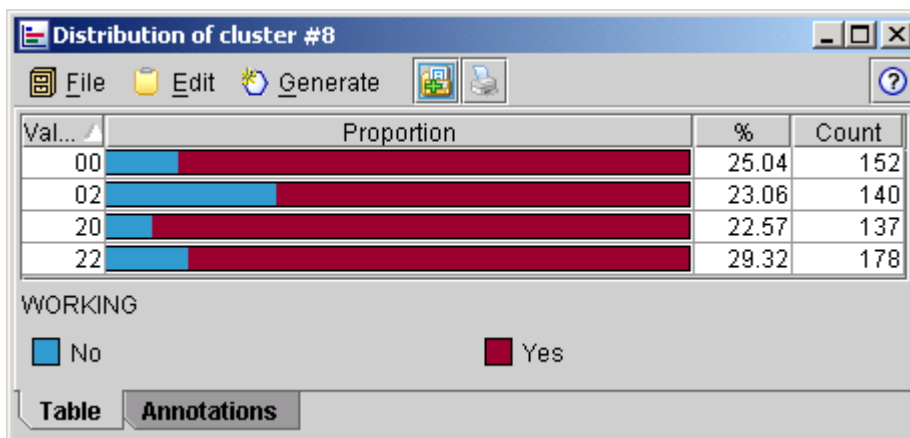 Distribution of cluster #8
File Edit Generate
Val... Proportion % Count
00 25.04 152
02 23.06 140
20 22.57 137
22 29.32 178
WORKING
No Yes
Table Annotations